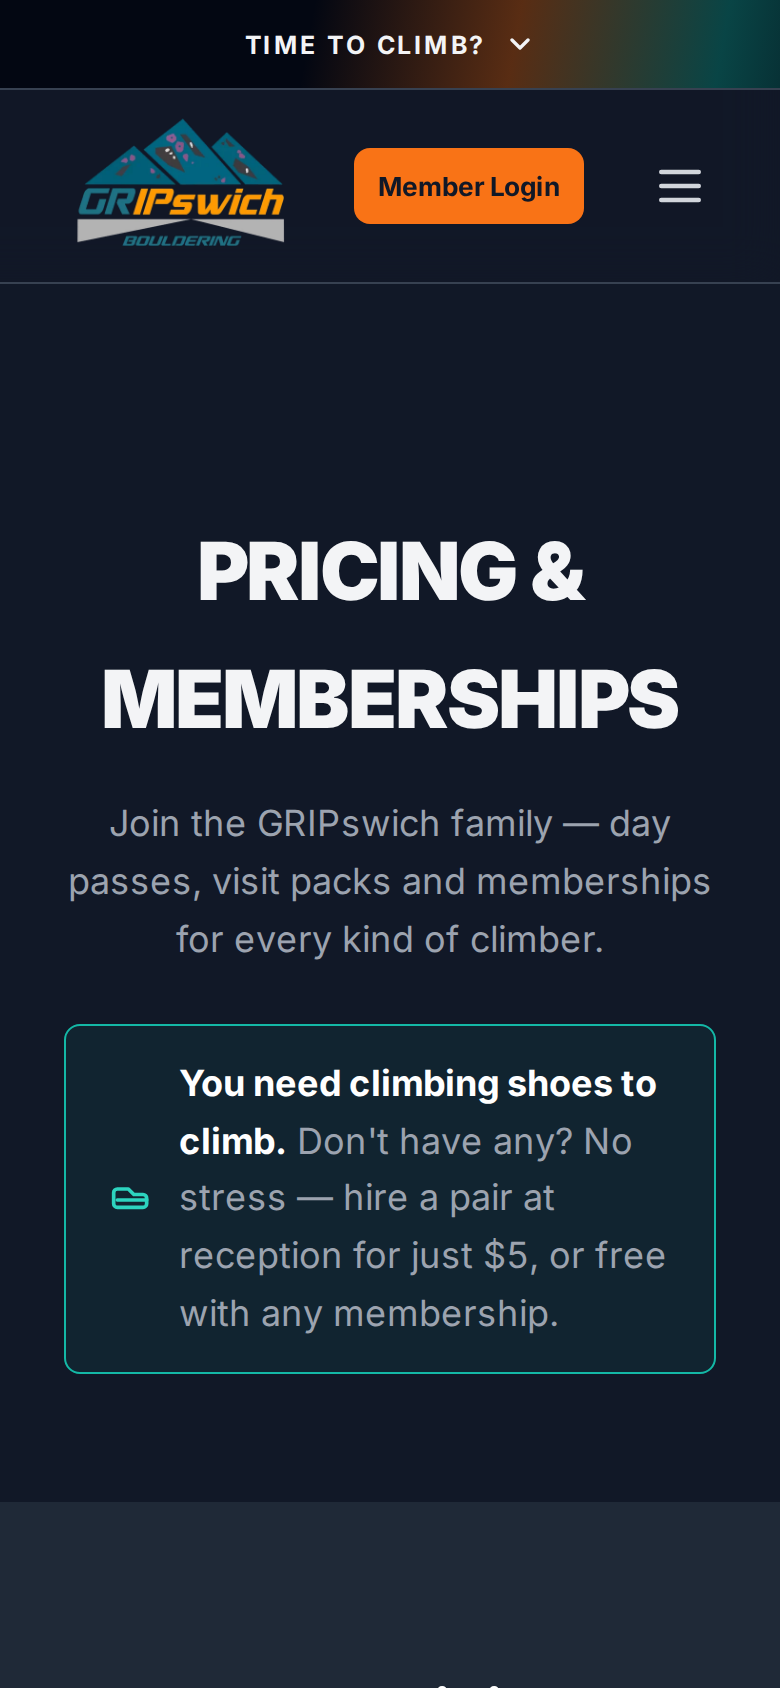 TIME TO CLIMB?
GRIPswich
BOULDERING
Member Login
PRICING &
MEMBERSHIPS
Join the GRIPswich family — day
passes, visit packs and memberships
for every kind of climber.
You need climbing shoes to
climb. Don't have any? No
stress — hire a pair at
reception for just $5, or free
with any membership.